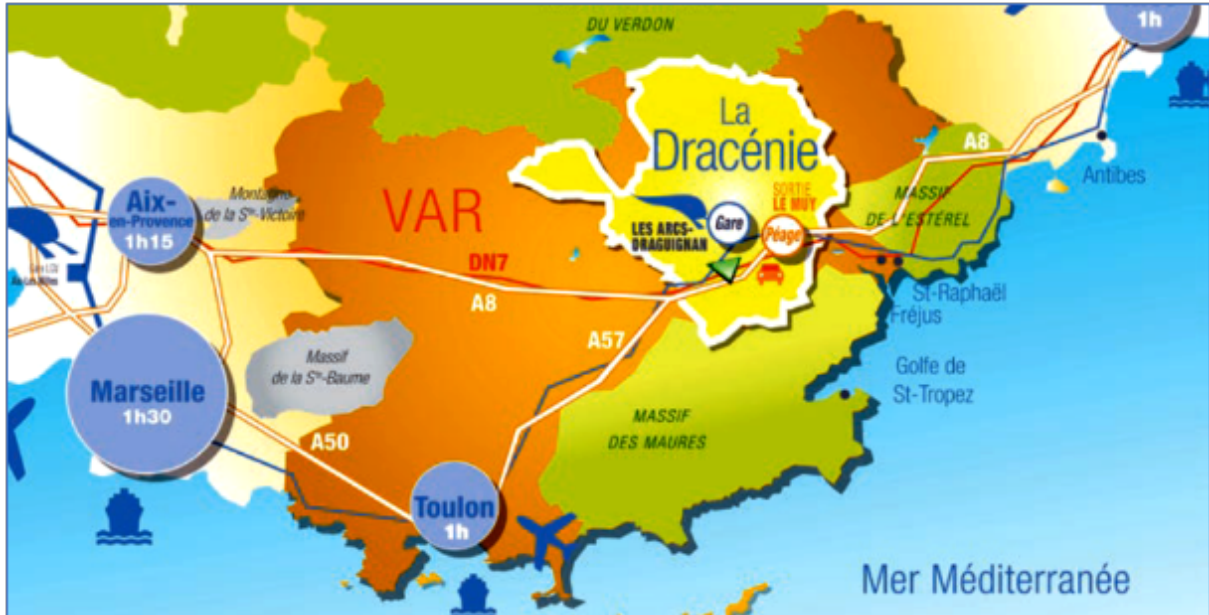 1h
DU VERDON
La
Dracénie
A8
Antibes
SORTIE
LE MUY
MASSIF
DE L'ESTÉREL
Aix-
en-Provence
1h15
Montagne
de la Ste-Victoire
VAR
LES ARCS-
DRAGUIGNAN
Gare
Péage
DN7
A8
St-Raphaël
Fréjus
A57
Massif
de la Ste-Baume
Golfe de
St-Tropez
Marseille
1h30
MASSIF
DES MAURES
A50
Toulon
1h
Mer Méditerranée